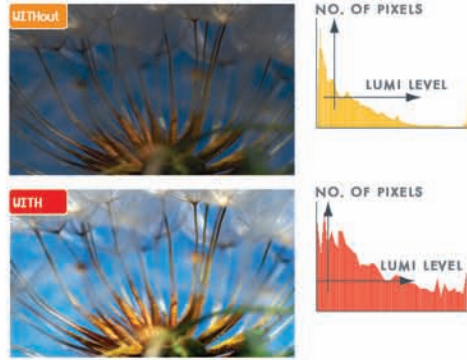 WITHout
NO. OF PIXELS
LUMI LEVEL
WITH
NO. OF PIXELS
LUMI LEVEL